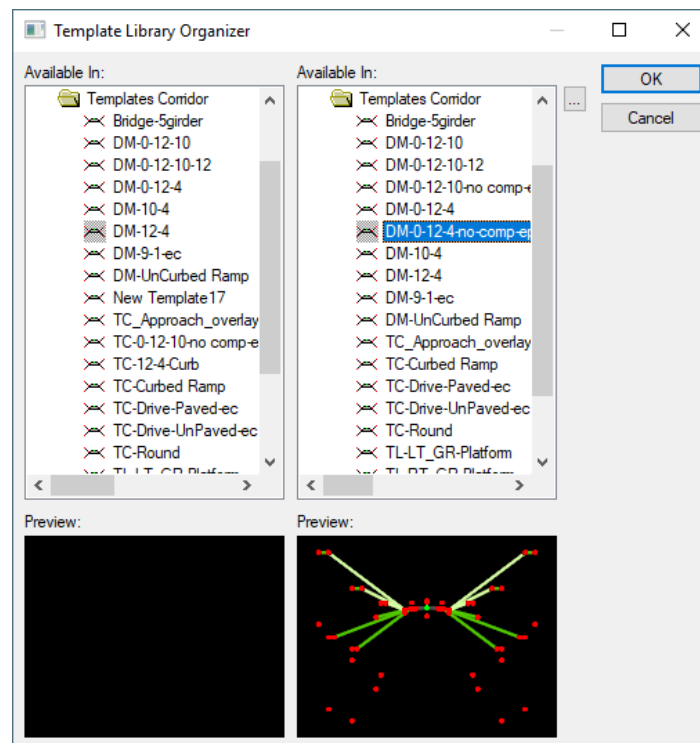 Template Library Organizer
Available In:
Templates Corridor
Bridge-5girder
DM-0-12-10
DM-0-12-10-12
DM-0-12-4
DM-10-4
DM-12-4
DM-9-1-ec
DM-UnCurbed Ramp
New Template17
TC_Approach_overlay
TC-0-12-10-no comp-e
TC-12-4-Curb
TC-Curbed Ramp
TC-Drive-Paved-ec
TC-Drive-UnPaved-ec
TC-Round
TL-LT_GR-Platform
Available In:
Templates Corridor
Bridge-5girder
DM-0-12-10
DM-0-12-10-12
DM-0-12-10-no comp-e
DM-0-12-4
DM-0-12-4-no-comp-ep
DM-10-4
DM-12-4
DM-9-1-ec
DM-UnCurbed Ramp
TC_Approach_overlay
TC-Curbed Ramp
TC-Drive-Paved-ec
TC-Drive-UnPaved-ec
TC-Round
TL-LT_GR-Platform
TL-RT_GR-Platform
...
OK
Cancel
Preview:
Preview: